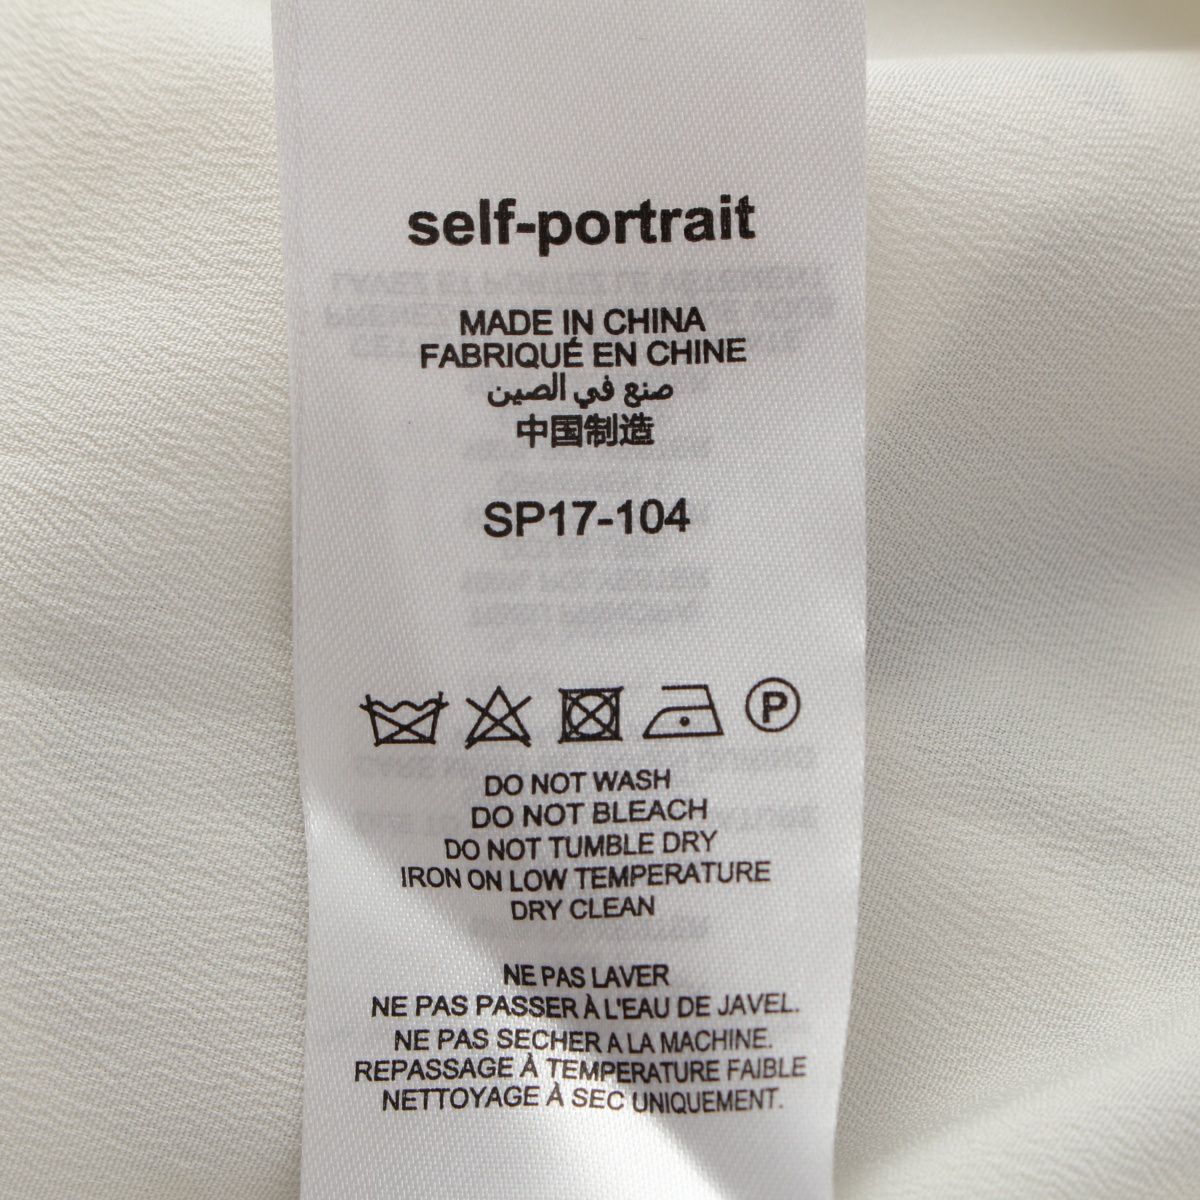 self-portrait
MADE IN CHINA
FABRIQUÉ EN CHINE
صنع في الصين
中国制造
SP17-104
P
DO NOT WASH
DO NOT BLEACH
DO NOT TUMBLE DRY
IRON ON LOW TEMPERATURE
DRY CLEAN
NE PAS LAVER
NE PAS PASSER À L'EAU DE JAVEL.
NE PAS SECHER A LA MACHINE.
REPASSAGE À TEMPERATURE FAIBLE
NETTOYAGE À SEC UNIQUEMENT.